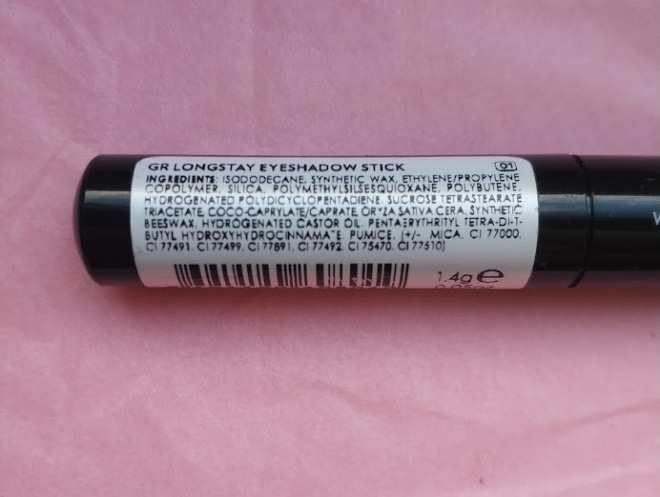 GR LONGSTAY EYESHADOW STICK 01
INGREDIENTS: ISODODECANE, SYNTHETIC WAX, ETHYLENE/PROPYLENE
COPOLYMER, SILICA, POLYMETHYLSILSESQUIOXANE, POLYBUTENE,
HYDROGENATED POLYDICYCLOPENTADIENE, SUCROSE TETRASTEARATE
TRIACETATE, COCO-CAPRYLATE/CAPRATE, ORYZA SATIVA CERA, SYNTHETIC
BEESWAX, HYDROGENATED CASTOR OIL, PENTAERYTHRITYL TETRA-DI-T-
BUTYL HYDROXYHYDROCINNAMATE, PUMICE, [+/- MICA, CI 77000,
CI 77491, CI 77499, CI 77891, CI 77492, CI 75470, CI 77510]
1.4g e